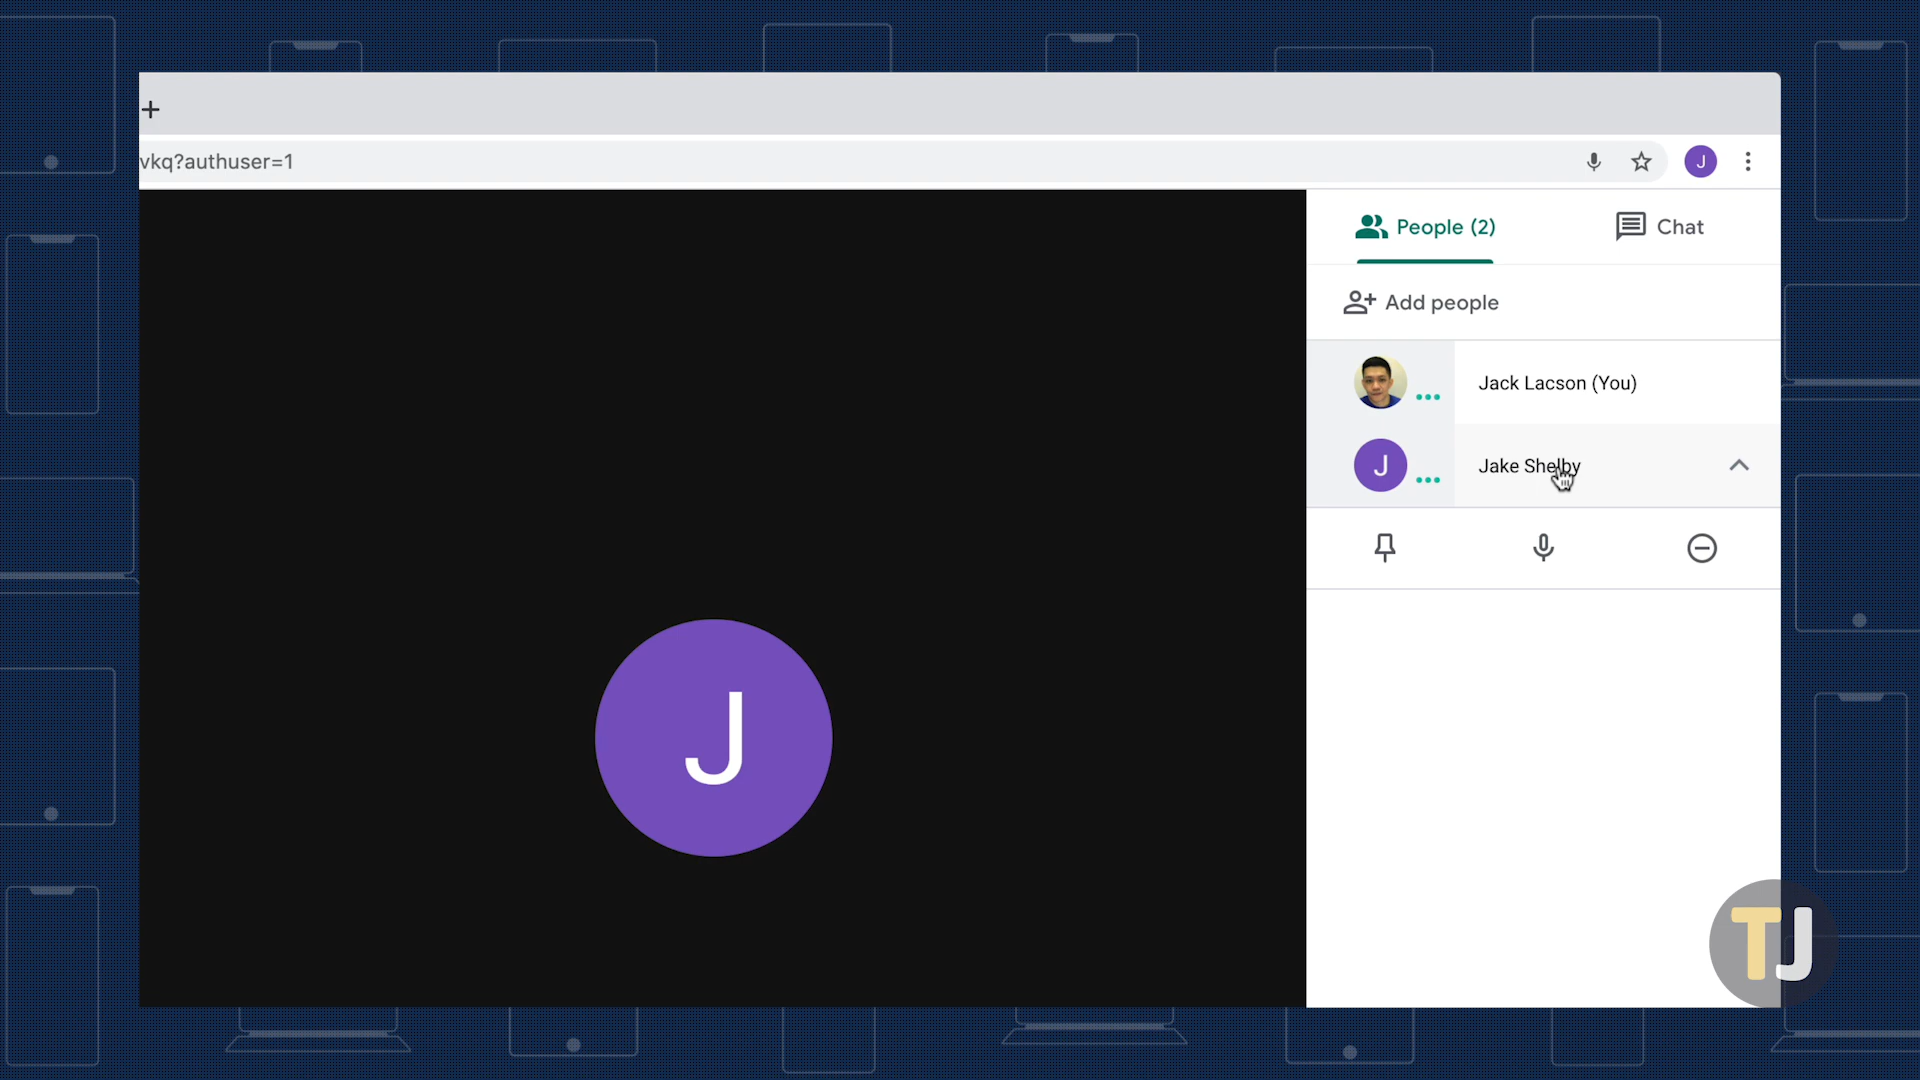 vkq?authuser=1
J
People (2)
Chat
Add people
Jack Lacson (You)
J
Jake Shelby
J
TJ